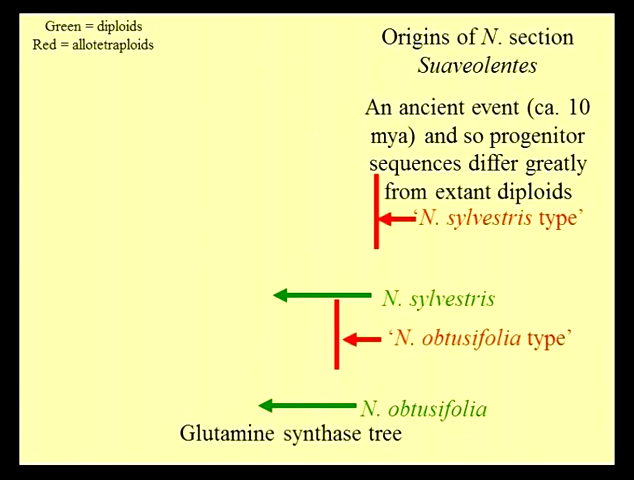 Green = diploids
Red = allotetraploids
Origins of N. section
Suaveolentes
An ancient event (ca. 10
mya) and so progenitor
sequences differ greatly
from extant diploids
‘N. sylvestris type’
N. sylvestris
‘N. obtusifolia type’
N. obtusifolia
Glutamine synthase tree